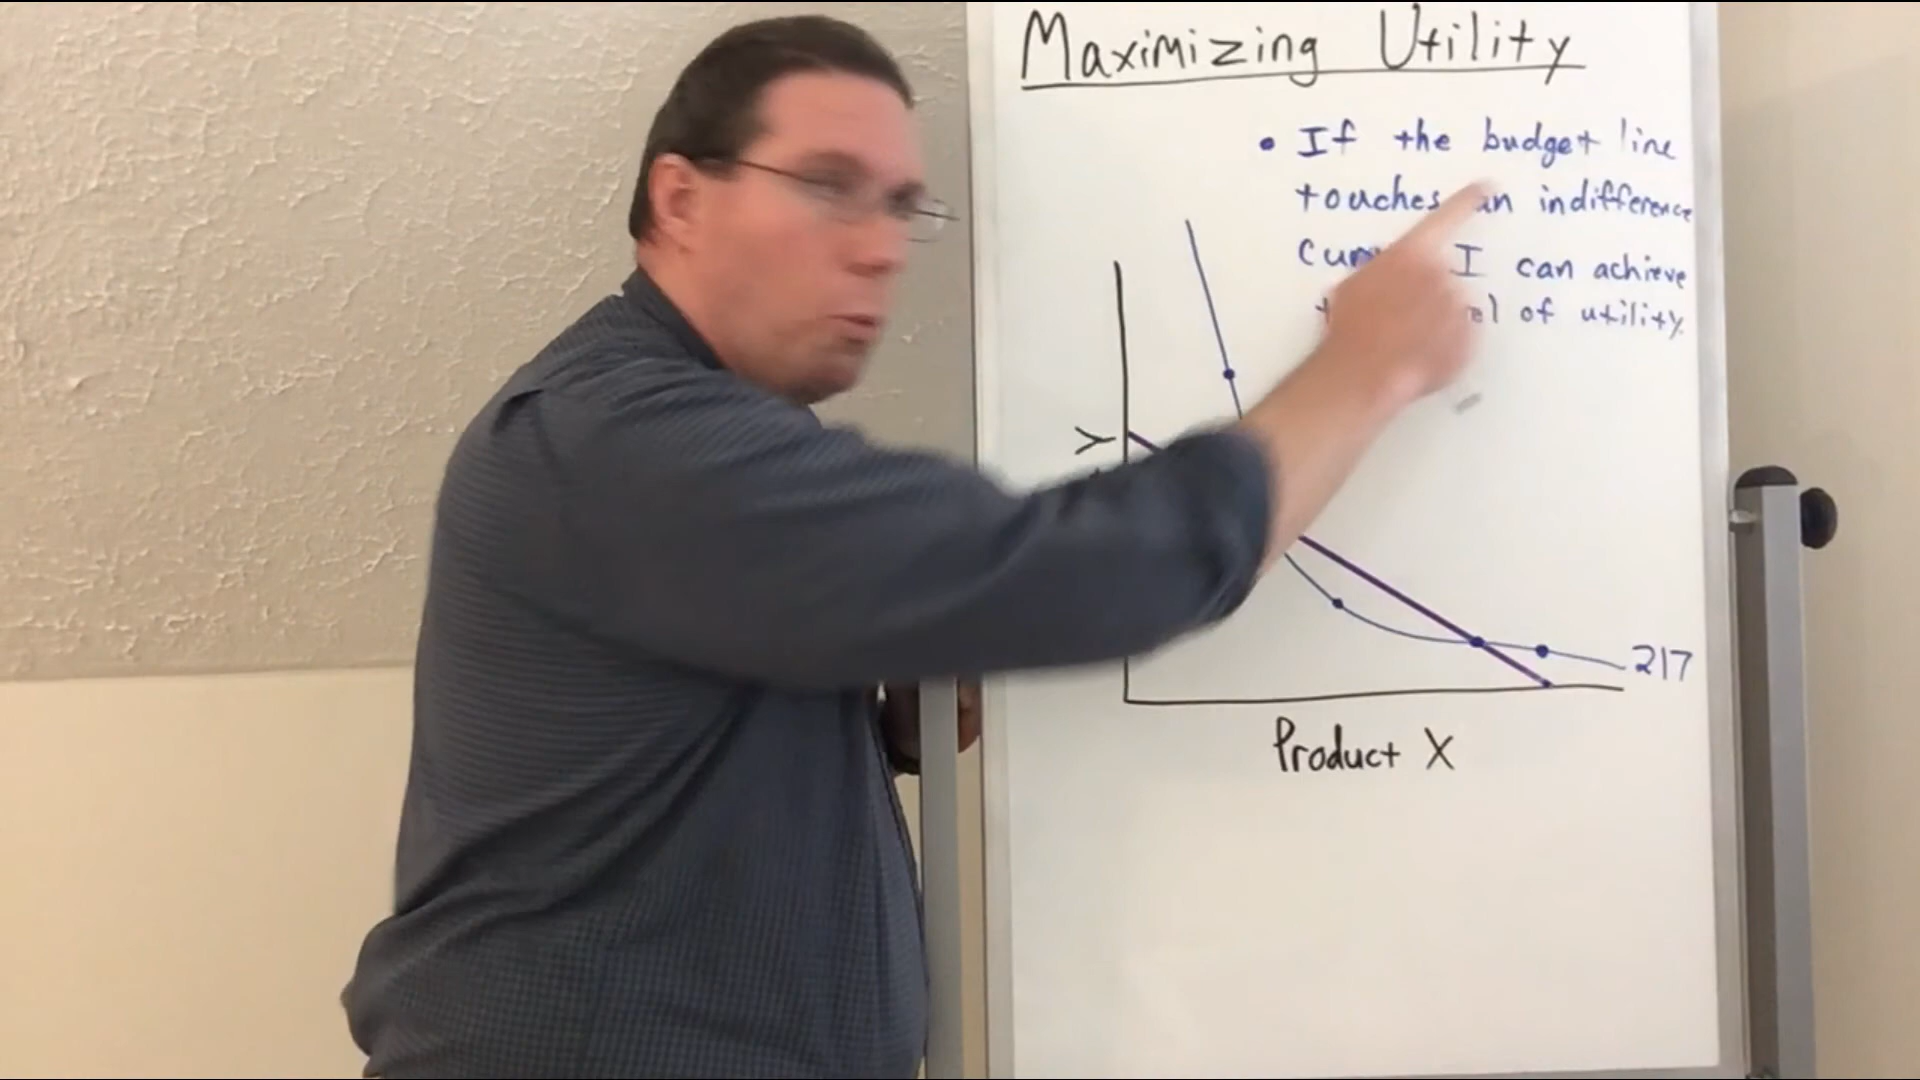 Maximizing Utility
• If the budget line
touches an indifference
I can achieve
of utility.
Y
217
Product X